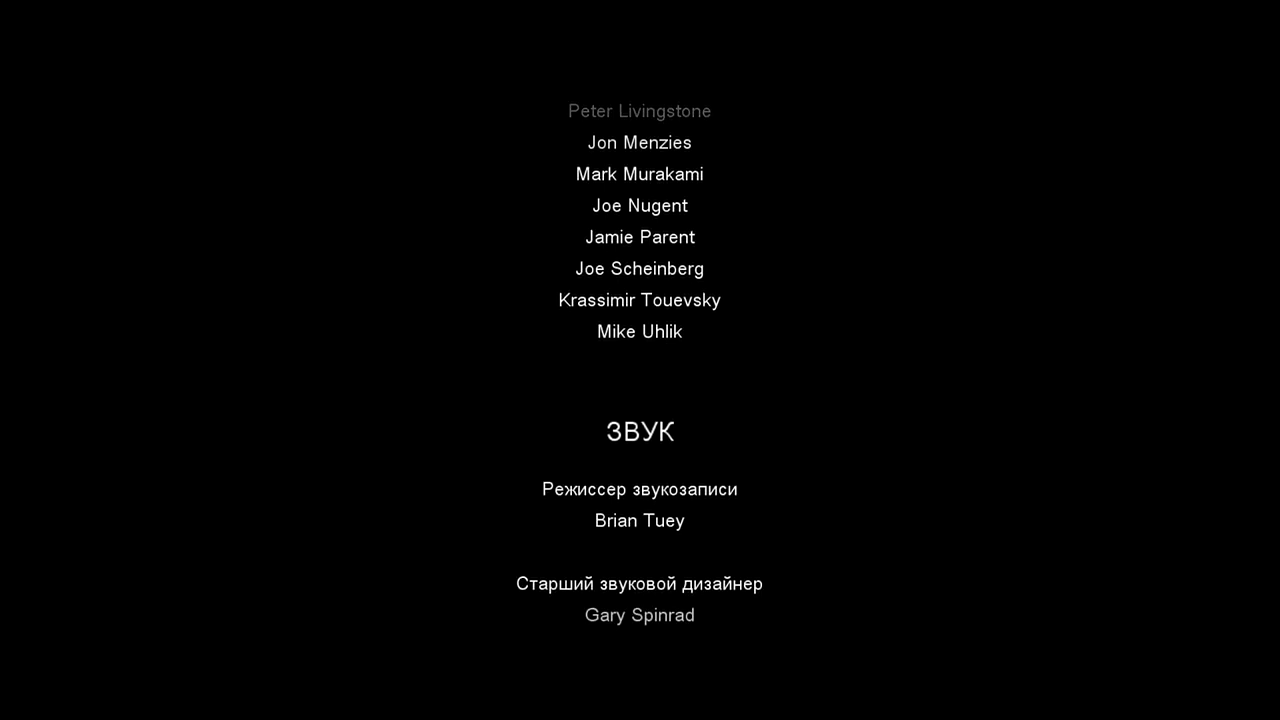 Peter Livingstone
Jon Menzies
Mark Murakami
Joe Nugent
Jamie Parent
Joe Scheinberg
Krassimir Touevsky
Mike Uhlik
ЗВУК
Режиссер звукозаписи
Brian Tuey
Старший звуковой дизайнер
Gary Spinrad